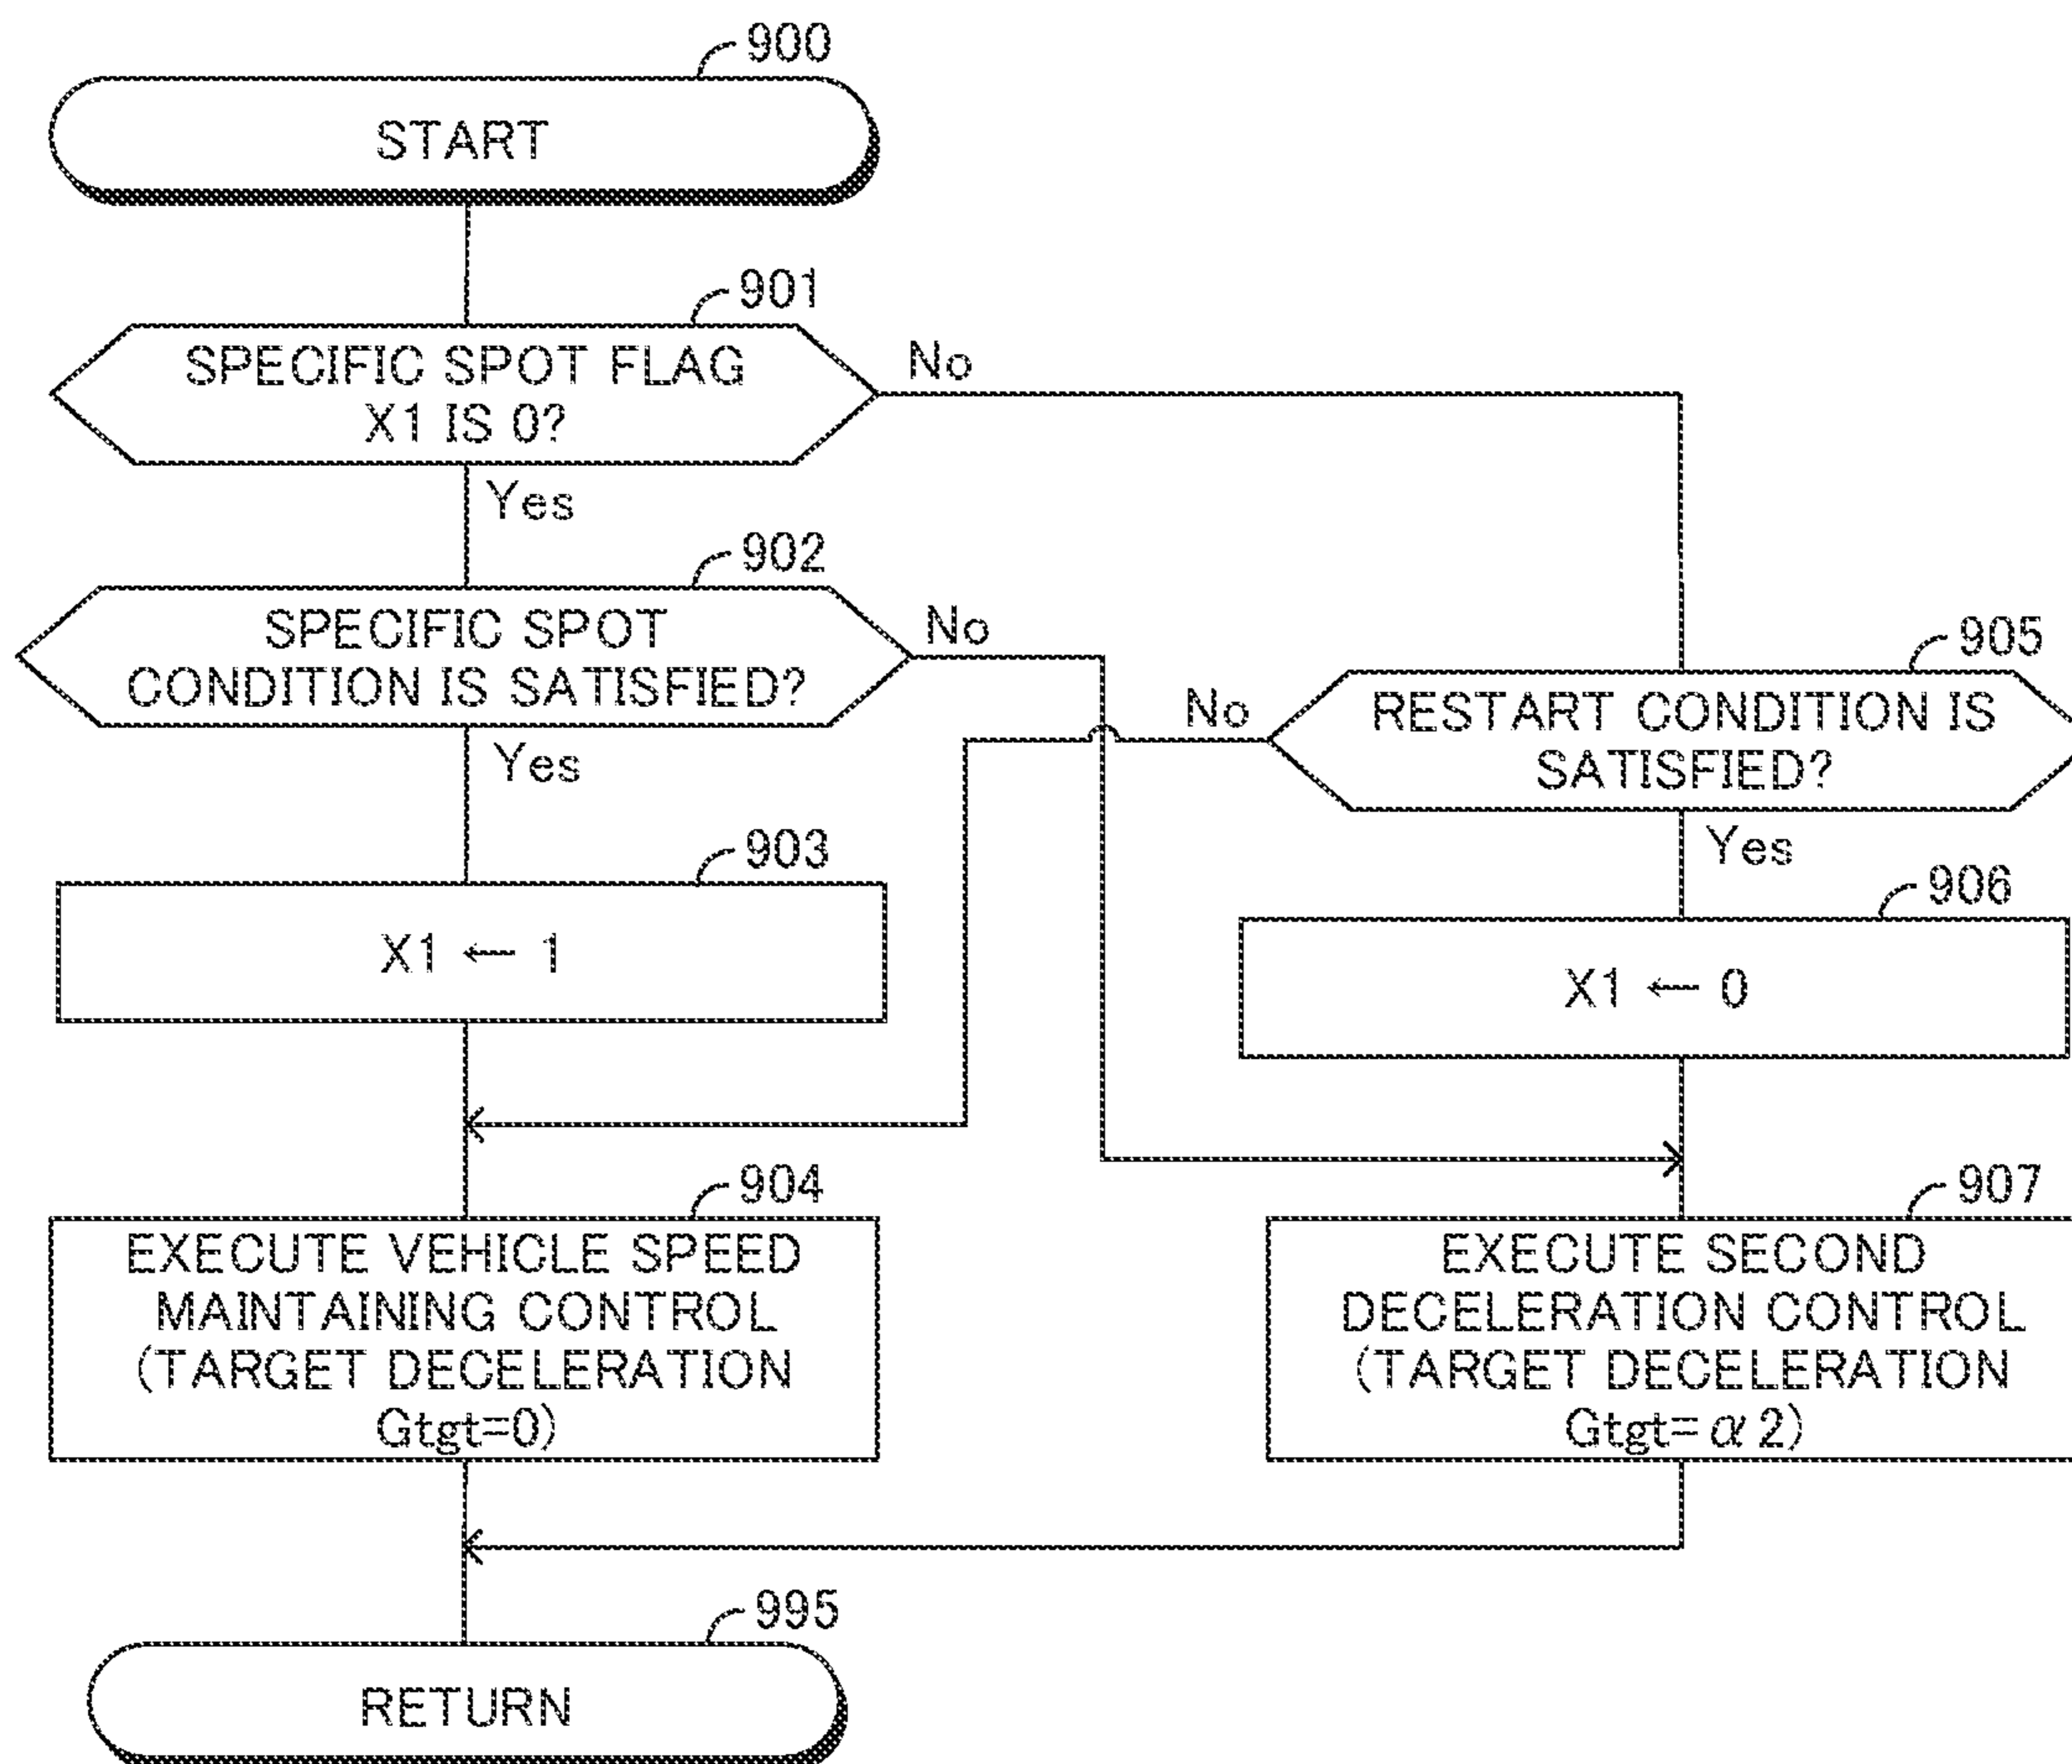 900
START
901
SPECIFIC SPOT FLAG
X1 IS 0?
No
Yes
902
SPECIFIC SPOT
CONDITION IS SATISFIED?
No
Yes
905
RESTART CONDITION IS
SATISFIED?
No
Yes
903
X1 ← 1
906
X1 ← 0
904
EXECUTE VEHICLE SPEED
MAINTAINING CONTROL
(TARGET DECELERATION
Gtgt=0)
907
EXECUTE SECOND
DECELERATION CONTROL
(TARGET DECELERATION
Gtgt=α2)
995
RETURN